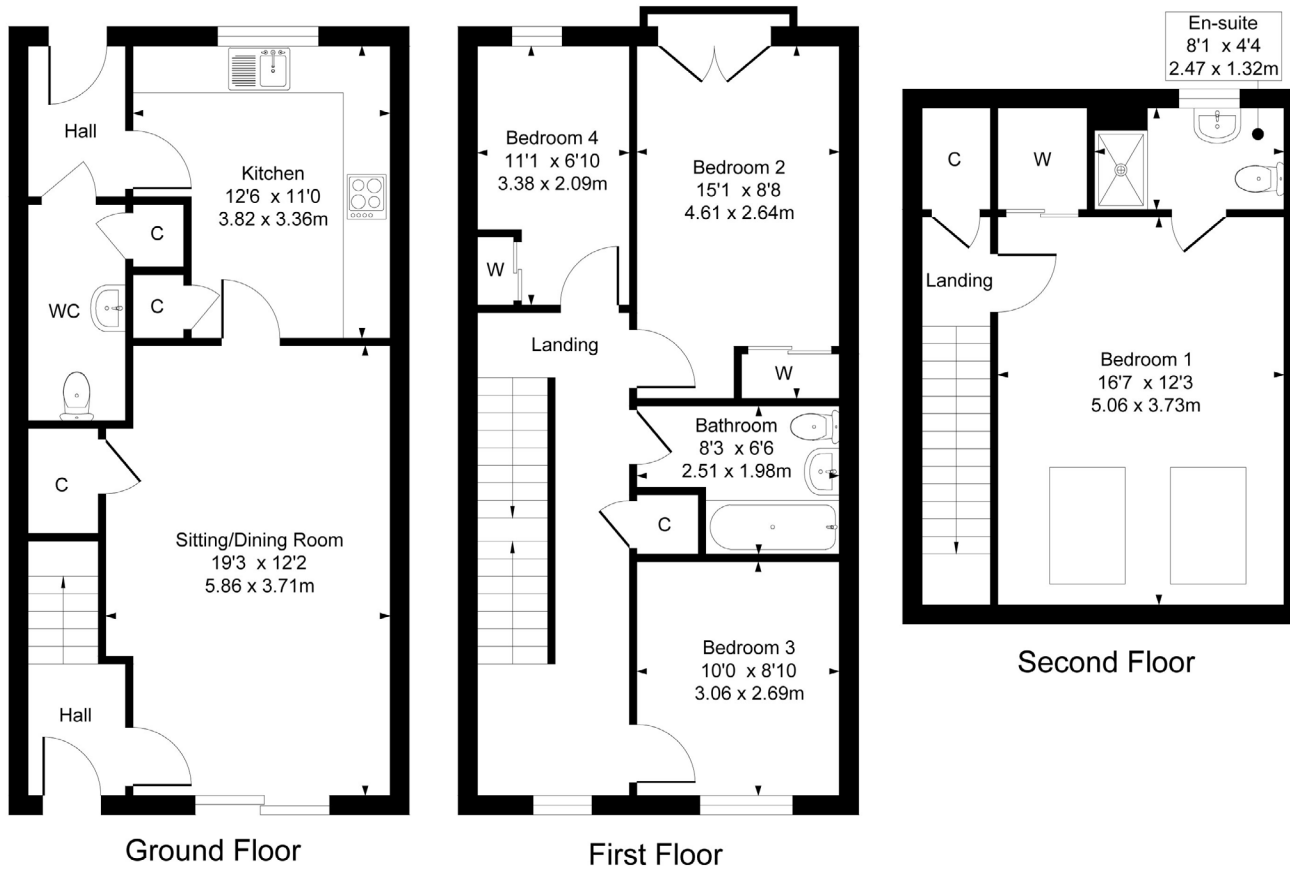 Hall
Kitchen
12'6 x 11'0
3.82 x 3.36m
C
C
WC
C
Sitting/Dining Room
19'3 x 12'2
5.86 x 3.71m
Hall
Ground Floor
Bedroom 4
11'1 x 6'10
3.38 x 2.09m
W
Bedroom 2
15'1 x 8'8
4.61 x 2.64m
Landing
W
Bathroom
8'3 x 6'6
2.51 x 1.98m
C
Bedroom 3
10'0 x 8'10
3.06 x 2.69m
First Floor
En-suite
8'1 x 4'4
2.47 x 1.32m
C
W
Landing
Bedroom 1
16'7 x 12'3
5.06 x 3.73m
Second Floor